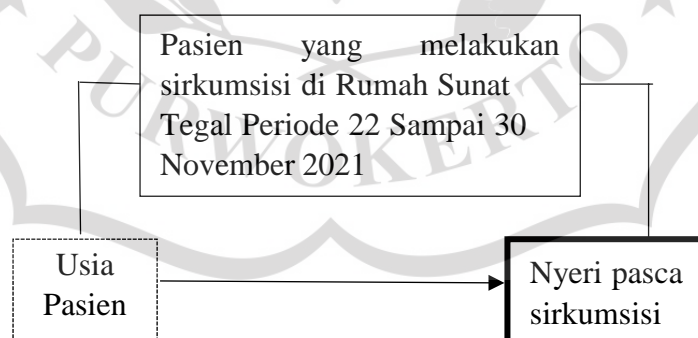 Pasien yang melakukan
sirkumsisi di Rumah Sunat
Tegal Periode 22 Sampai 30
November 2021
Usia
Pasien
Nyeri pasca
sirkumsisi
PURWOKERTO